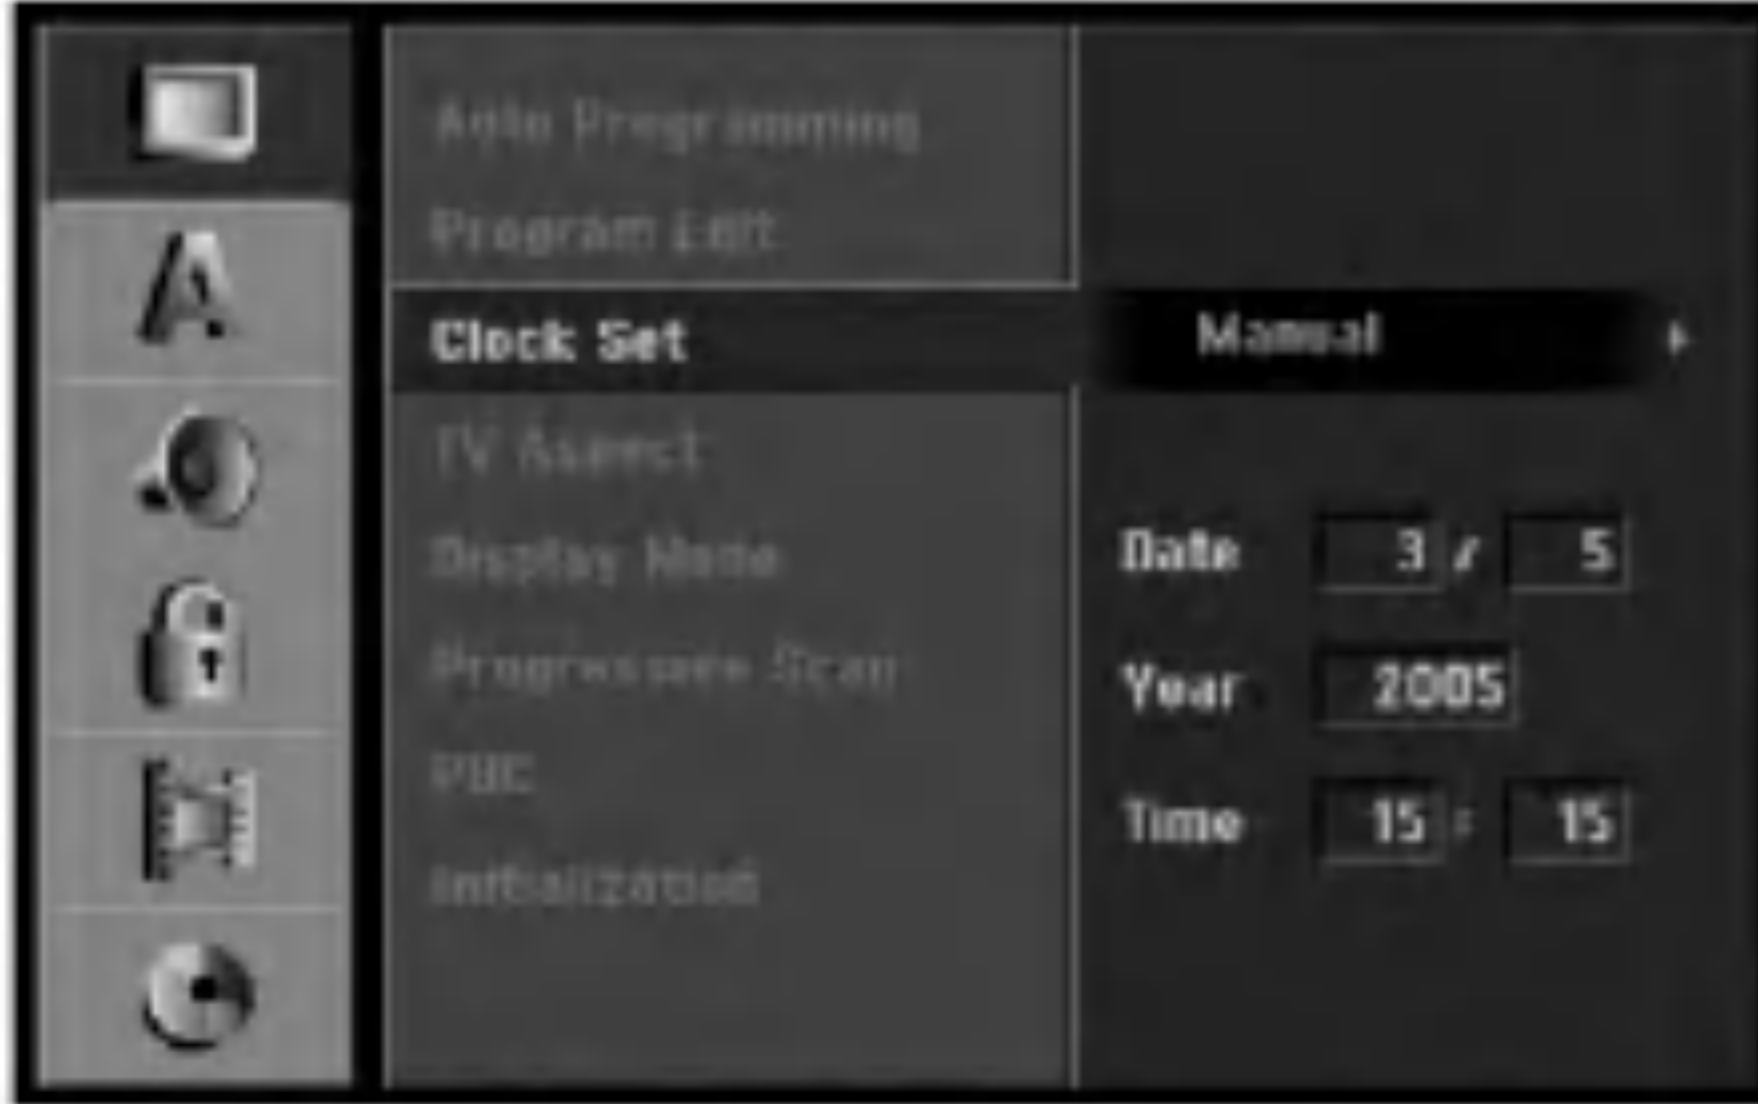 A
Auto Programming
Program Edit
Clock Set
Manual
TV Aspect
Display Mode
Progressive Scan
PBC
Initialization
Date 3 / 5
Year 2005
Time 15 : 15